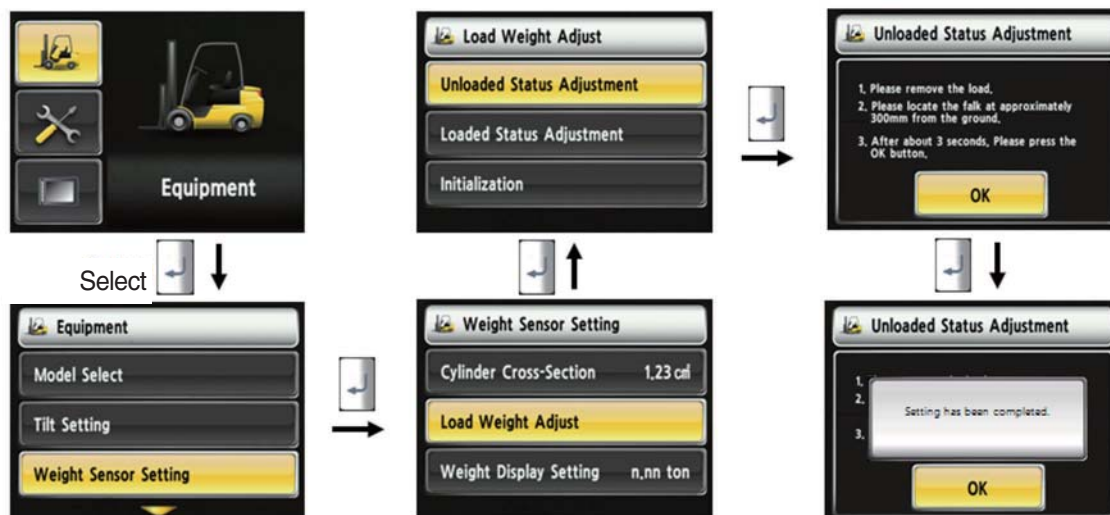 Equipment
Select
Equipment
Model Select
Tilt Setting
Weight Sensor Setting
Load Weight Adjust
Unloaded Status Adjustment
Loaded Status Adjustment
Initialization
Weight Sensor Setting
Cylinder Cross-Section 1,23 ㎠
Load Weight Adjust
Weight Display Setting n,nn ton
Unloaded Status Adjustment
1, Please remove the load,
2, Please locate the falk at approximately
300mm from the ground,
3, After about 3 seconds, Please press the
OK button,
OK
Unloaded Status Adjustment
1,
2,
3,
Setting has been completed.
OK